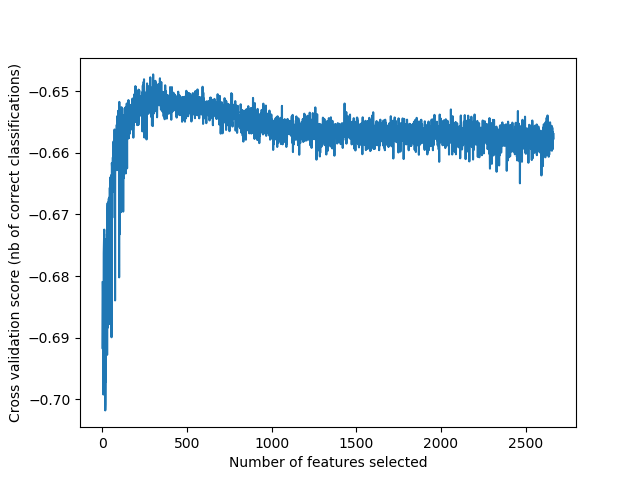 Cross validation score (nb of correct classifications)
−0.65
−0.66
−0.67
−0.68
−0.69
−0.70
0 500 1000 1500 2000 2500
Number of features selected